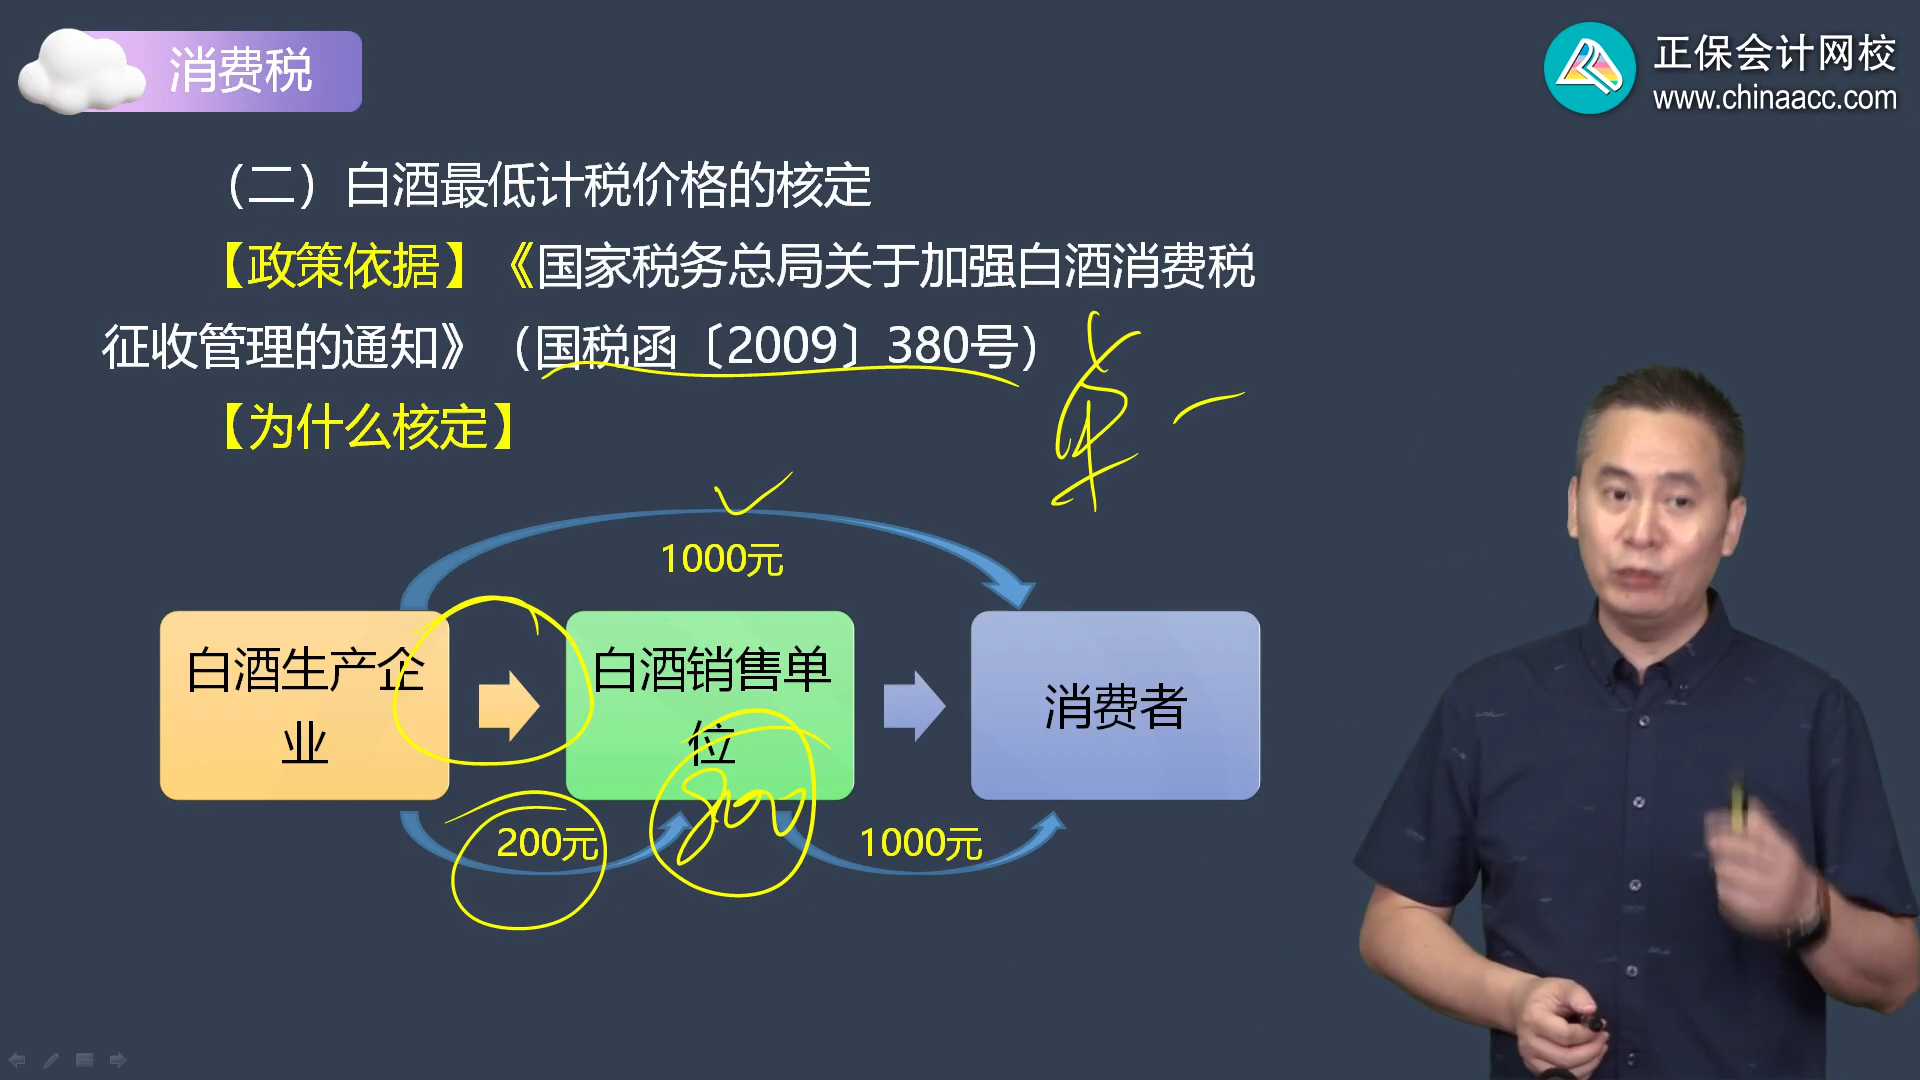 消费税
正保会计网校
www.chinaacc.com
（二）白酒最低计税价格的核定
【政策依据】《国家税务总局关于加强白酒消费税
征收管理的通知》（国税函〔2009〕380号）
【为什么核定】
1000元
白酒生产企
业
白酒销售单
位
消费者
200元
800
1000元